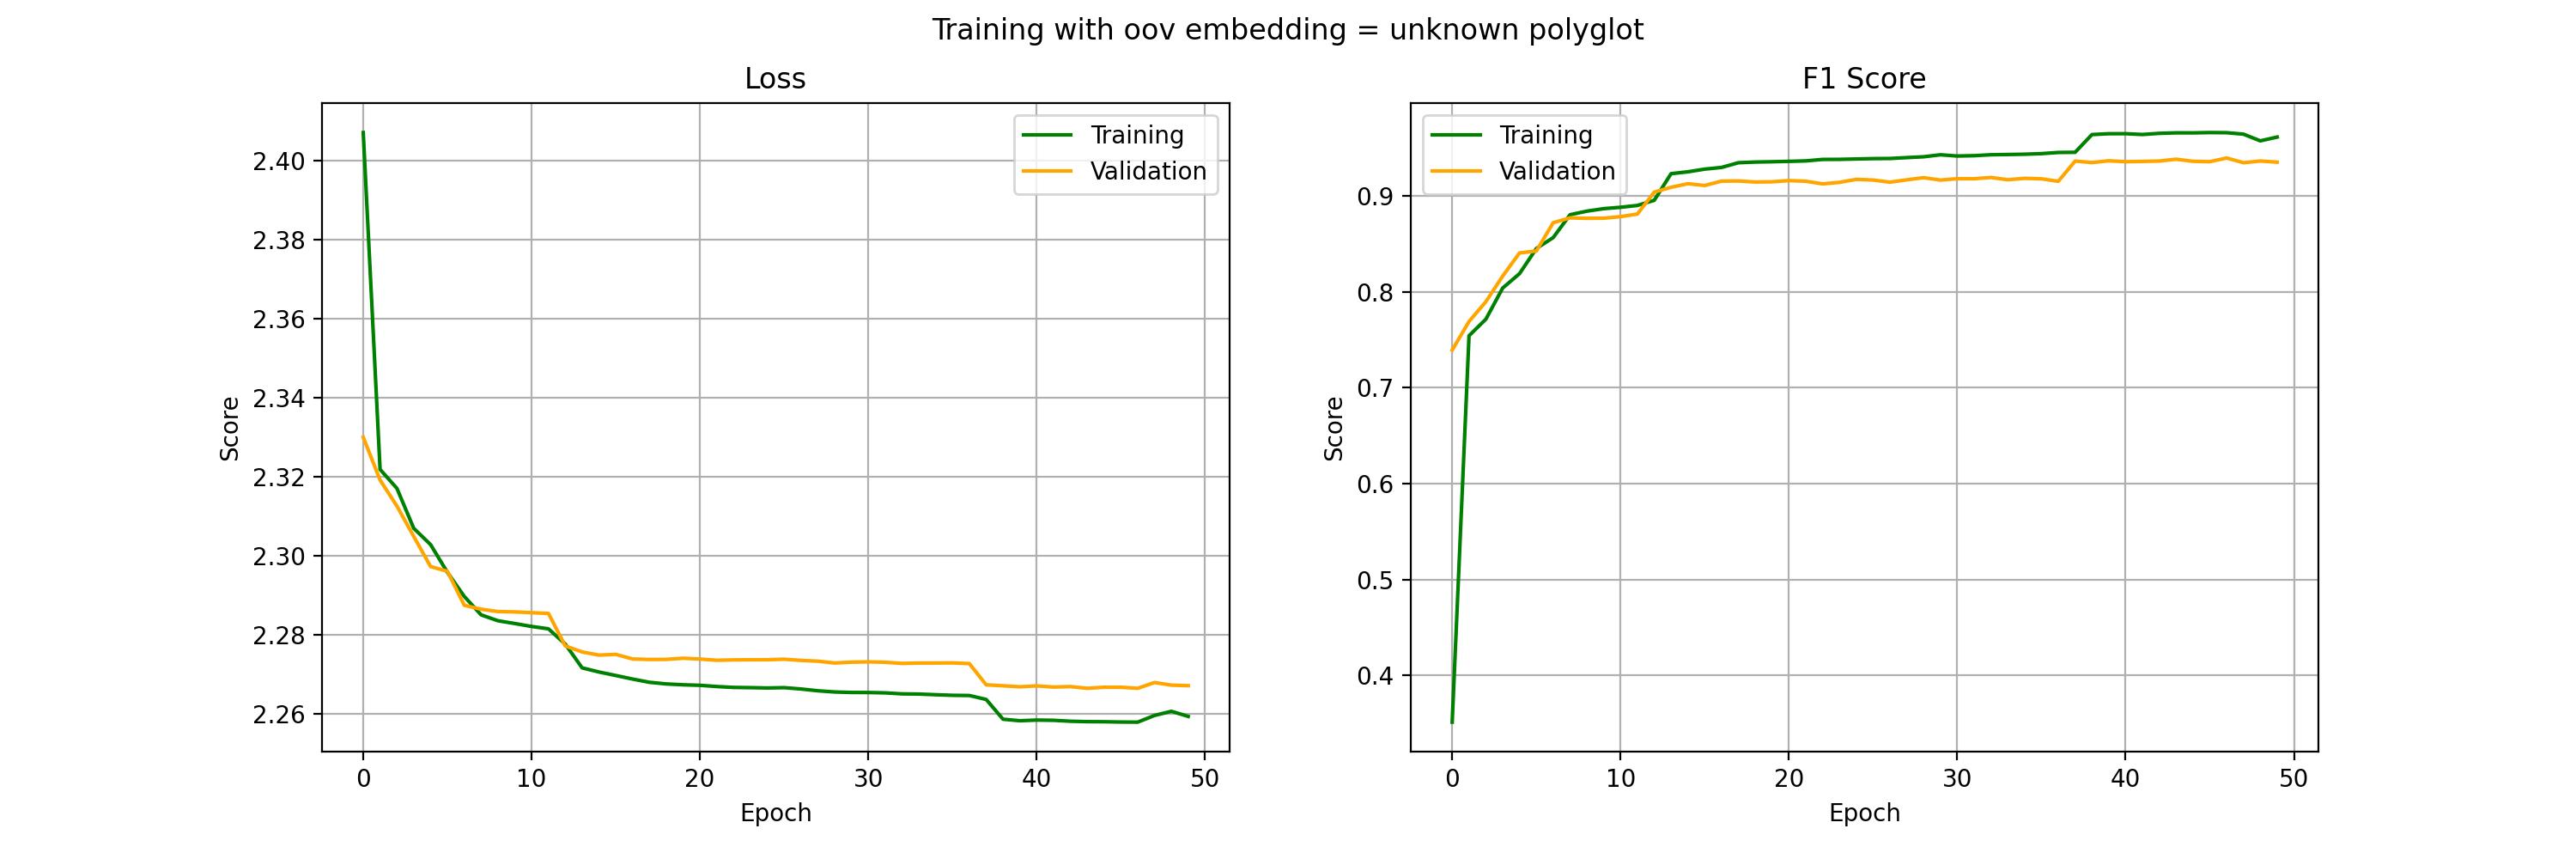 Training with oov embedding = unknown polyglot
Loss
Training
Validation
2.40
2.38
2.36
2.34
2.32
2.30
2.28
2.26
Score
0
10
20
30
40
50
Epoch
F1 Score
Training
Validation
0.9
0.8
0.7
0.6
0.5
0.4
Score
0
10
20
30
40
50
Epoch